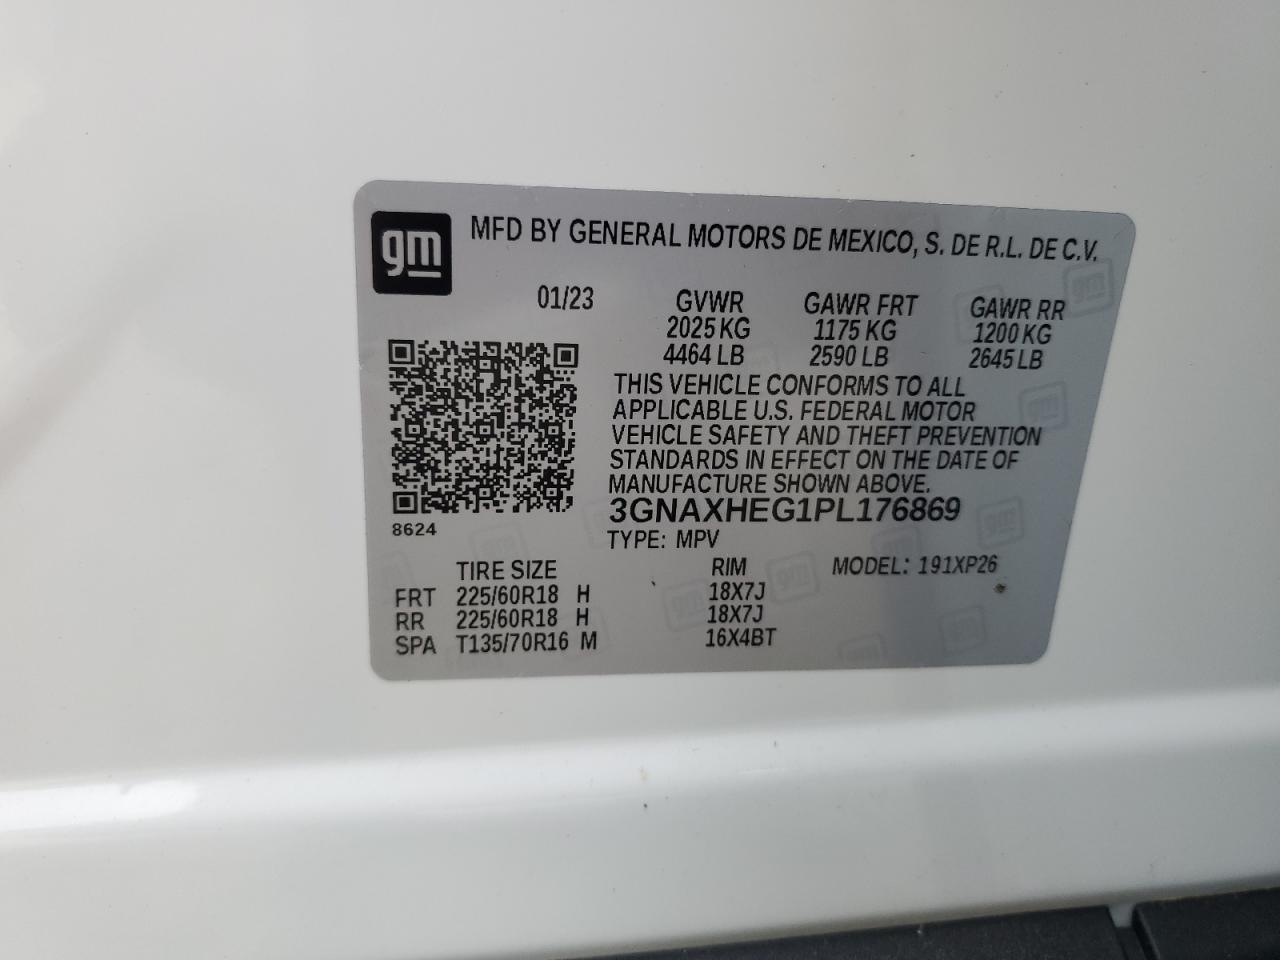 gm MFD BY GENERAL MOTORS DE MEXICO, S. DE R.L. DE C.V.
01/23 GVWR GAWR FRT GAWR RR
2025 KG 1175 KG 1200 KG
4464 LB 2590 LB 2645 LB
THIS VEHICLE CONFORMS TO ALL
APPLICABLE U.S. FEDERAL MOTOR
VEHICLE SAFETY AND THEFT PREVENTION
STANDARDS IN EFFECT ON THE DATE OF
MANUFACTURE SHOWN ABOVE.
3GNAXHEG1PL176869
8624
TYPE: MPV
TIRE SIZE RIM MODEL: 191XP26
FRT 225/60R18 H 18X7J
RR 225/60R18 H 18X7J
SPA T135/70R16 M 16X4BT